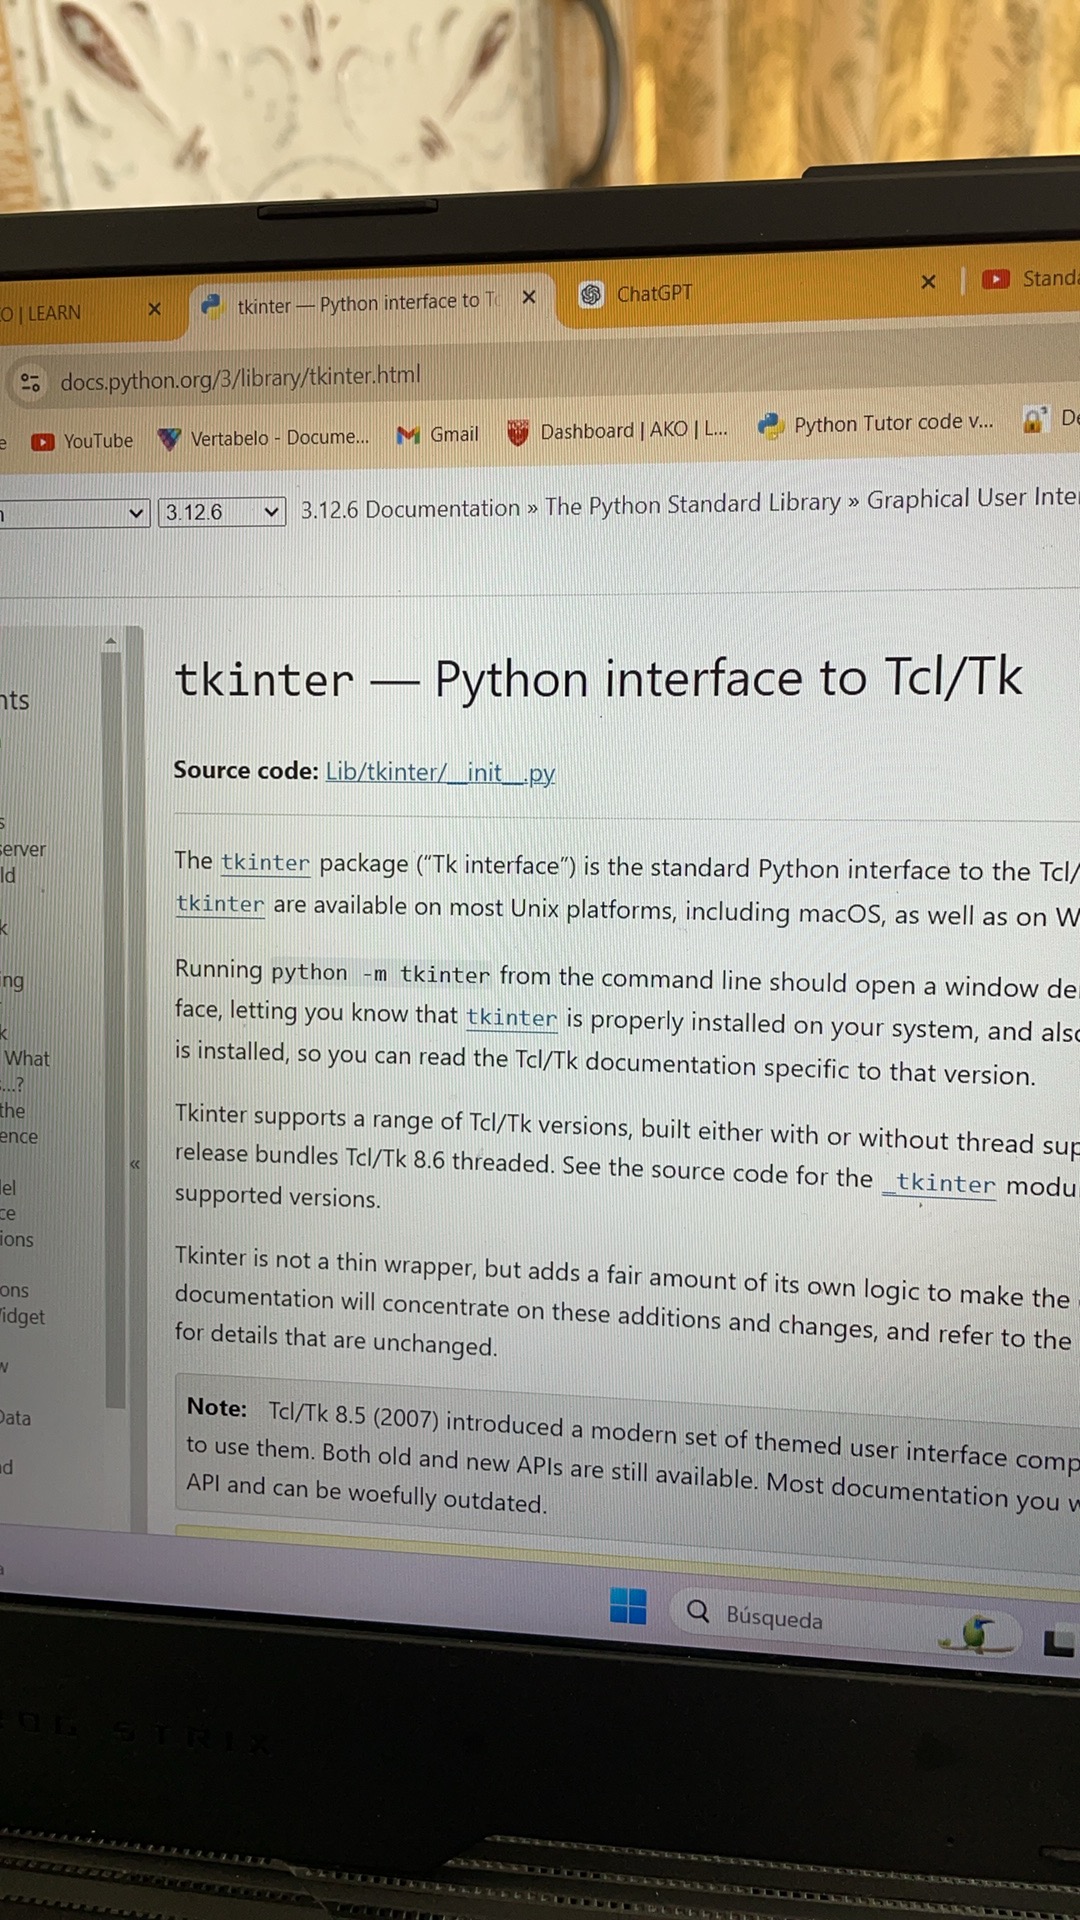 O | LEARN
tkinter — Python interface to Tc
ChatGPT
Standa
docs.python.org/3/library/tkinter.html
e
YouTube
Vertabelo - Docume...
Gmail
Dashboard | AKO | L...
Python Tutor code v...
De
3.12.6
3.12.6 Documentation » The Python Standard Library » Graphical User Inte
tkinter — Python interface to Tcl/Tk
nts
Source code: Lib/tkinter/__init__.py
s
server
ld
k
ing
k
What
...?
the
ence
del
ce
ions
ons
idget
w
Data
nd
«
The tkinter package (“Tk interface”) is the standard Python interface to the Tcl/
tkinter are available on most Unix platforms, including macOS, as well as on W
Running python -m tkinter from the command line should open a window de
face, letting you know that tkinter is properly installed on your system, and also
is installed, so you can read the Tcl/Tk documentation specific to that version.
Tkinter supports a range of Tcl/Tk versions, built either with or without thread sup
release bundles Tcl/Tk 8.6 threaded. See the source code for the _tkinter modu
supported versions.
Tkinter is not a thin wrapper, but adds a fair amount of its own logic to make the
documentation will concentrate on these additions and changes, and refer to the
for details that are unchanged.
Note: Tcl/Tk 8.5 (2007) introduced a modern set of themed user interface comp
to use them. Both old and new APIs are still available. Most documentation you w
API and can be woefully outdated.
Búsqueda
ROG STRIX